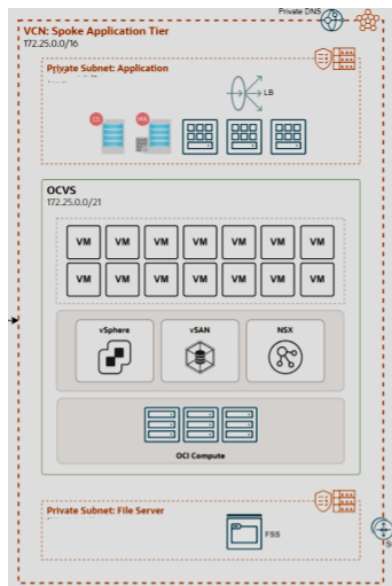 Private DNS
VCN: Spoke Application Tier
172.25.0.0/16
Private Subnet: Application
LB
CS
OCVS
172.25.0.0/21
VM VM VM VM VM VM VM
VM VM VM VM VM VM VM
vSphere vSAN NSX
OCI Compute
Private Subnet: File Server
FSS